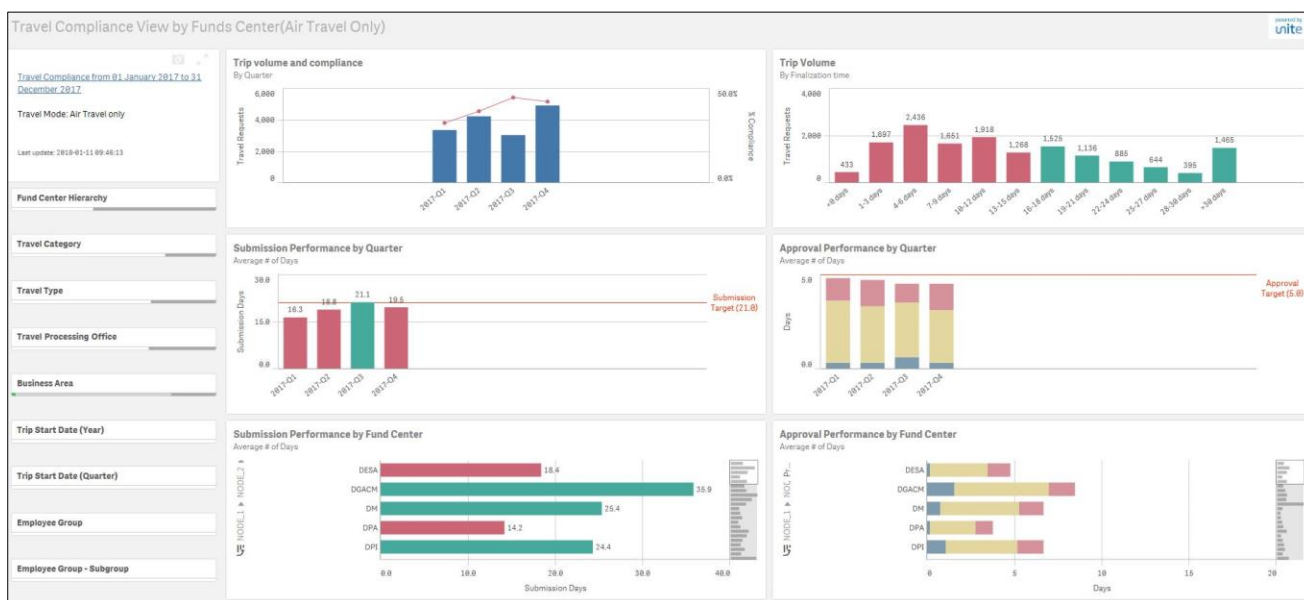 Travel Compliance View by Funds Center(Air Travel Only)
powered by
unite
Travel Compliance from 01 January 2017 to 31
December 2017
Travel Mode: Air Travel only
Last update: 2018-01-11 09:46:13
Fund Center Hierarchy
Travel Category
Travel Type
Travel Processing Office
Business Area
Trip Start Date (Year)
Trip Start Date (Quarter)
Employee Group
Employee Group - Subgroup
Trip volume and compliance
By Quarter
Travel Requests
6,000
4,000
2,000
0
50.0%
0.0%
% Compliance
2017-Q1
2017-Q2
2017-Q3
2017-Q4
Trip Volume
By Finalization time
Travel Requests
4,000
2,000
0
433
1,697
2,436
1,651
1,918
1,268
1,525
1,136
885
644
395
1,465
<0 days
1-3 days
4-6 days
7-9 days
10-12 days
13-15 days
16-18 days
19-21 days
22-24 days
25-27 days
28-30 days
>30 days
Submission Performance by Quarter
Average # of Days
Submission Days
30.0
15.0
0.0
16.3
18.8
21.1
19.5
Submission
Target (21.0)
2017-Q1
2017-Q2
2017-Q3
2017-Q4
Approval Performance by Quarter
Average # of Days
Days
5.0
0.0
Approval
Target (5.0)
2017-Q1
2017-Q2
2017-Q3
2017-Q4
Submission Performance by Fund Center
Average # of Days
NODE_1 ▸ NODE_2
DESA
18.4
DGACM
35.9
DM
25.4
DPA
14.2
DPI
24.4
0.0
10.0
20.0
30.0
40.0
Submission Days
Approval Performance by Fund Center
Average # of Days
NODE_1 ▸ NO(, Pr...
DESA
DGACM
DM
DPA
DPI
0
5
10
15
20
Days